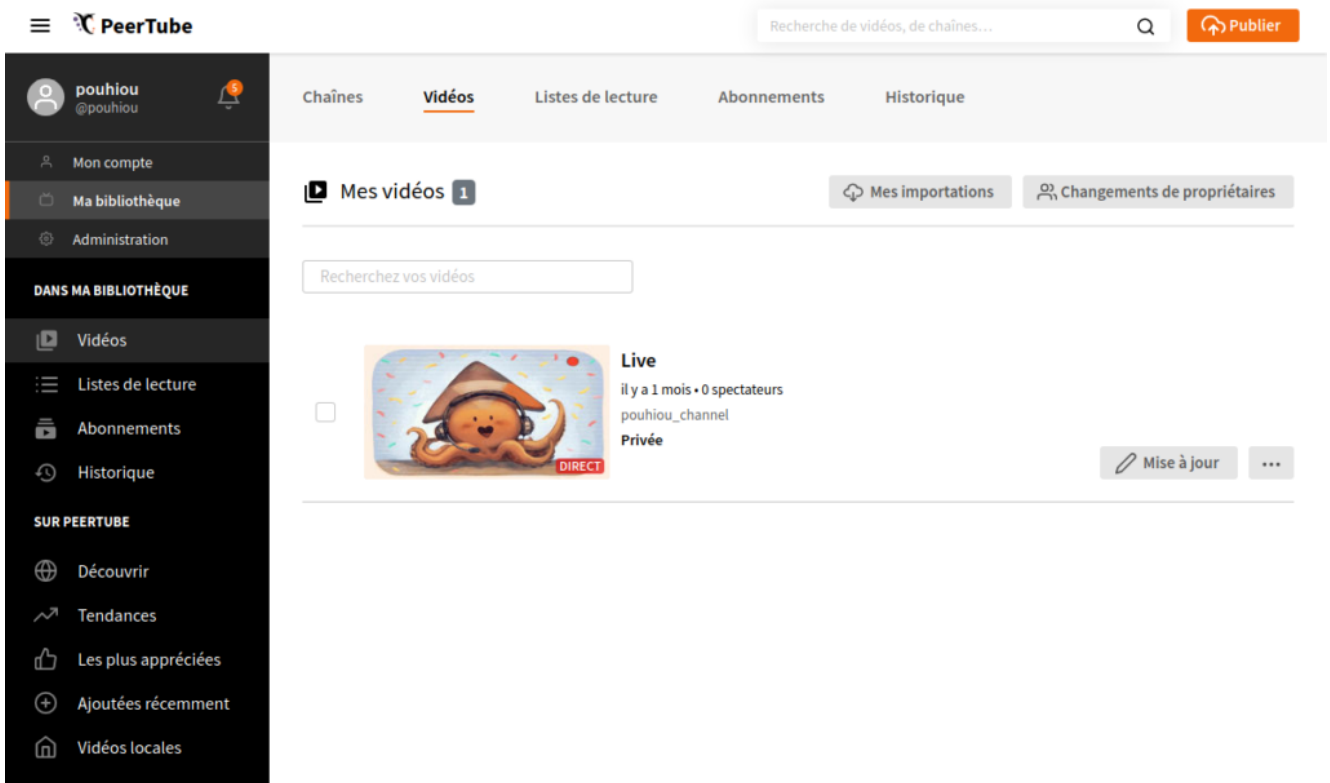 PeerTube
Recherche de vidéos, de chaînes…
Publier
pouhiou
@pouhiou
5
Mon compte
Ma bibliothèque
Administration
DANS MA BIBLIOTHÈQUE
Vidéos
Listes de lecture
Abonnements
Historique
SUR PEERTUBE
Découvrir
Tendances
Les plus appréciées
Ajoutées récemment
Vidéos locales
Chaînes Vidéos Listes de lecture Abonnements Historique
Mes vidéos 1
Mes importations
Changements de propriétaires
Recherchez vos vidéos
DIRECT
Live
il y a 1 mois • 0 spectateurs
pouhiou_channel
Privée
Mise à jour
...